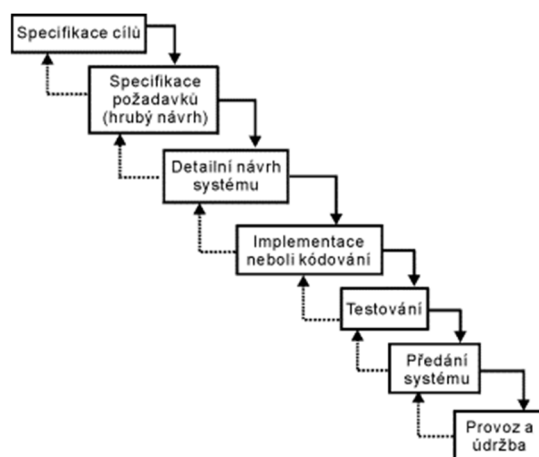 Specifikace cílů
Specifikace
požadavků
(hrubý návrh)
Detailní návrh
systému
Implementace
neboli kódování
Testování
Předání
systému
Provoz a
údržba